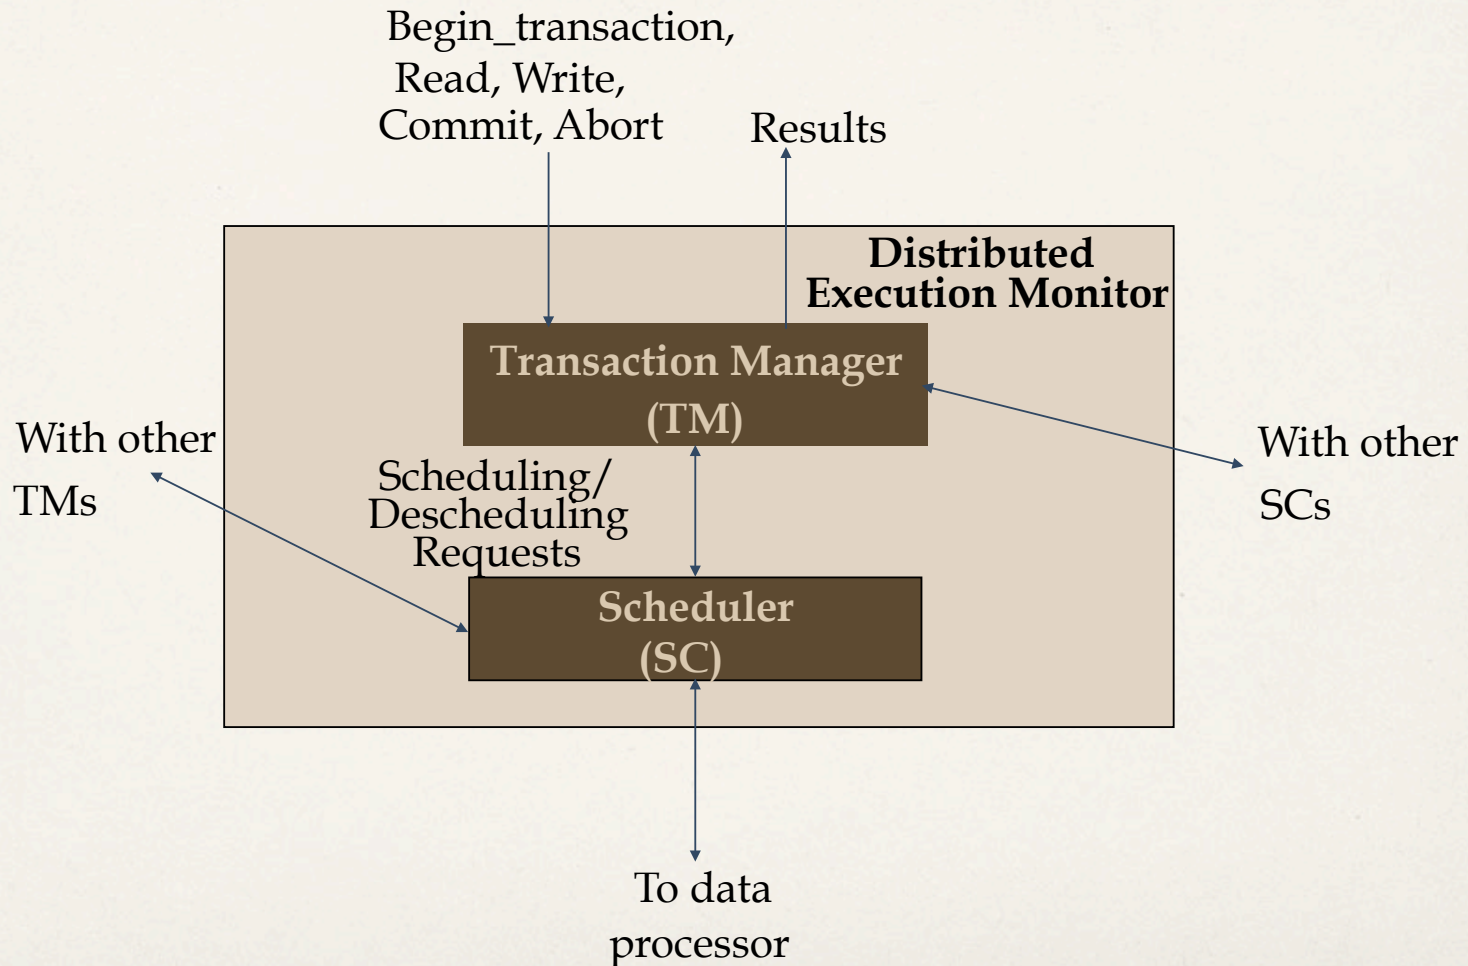 Begin_transaction,
Read, Write,
Commit, Abort
Results
Distributed
Execution Monitor
Transaction Manager
(TM)
With other
TMs
Scheduling/
Descheduling
Requests
With other
SCs
Scheduler
(SC)
To data
processor